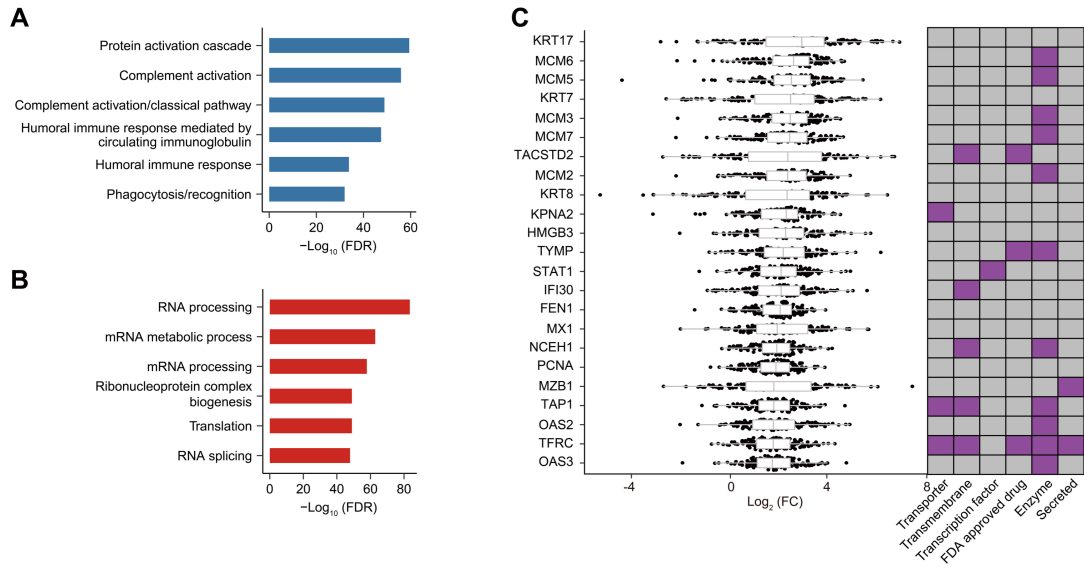 A
Protein activation cascade
Complement activation
Complement activation/classical pathway
Humoral immune response mediated by
circulating immunoglobulin
Humoral immune response
Phagocytosis/recognition
0 20 40 60
−Log10 (FDR)
B
RNA processing
mRNA metabolic process
mRNA processing
Ribonucleoprotein complex
biogenesis
Translation
RNA splicing
0 20 40 60 80
−Log10 (FDR)
C
KRT17
MCM6
MCM5
KRT7
MCM3
MCM7
TACSTD2
MCM2
KRT8
KPNA2
HMGB3
TYMP
STAT1
IFI30
FEN1
MX1
NCEH1
PCNA
MZB1
TAP1
OAS2
TFRC
OAS3
-4 0 4 8
Log2 (FC)
Transporter
Transmembrane
Transcription factor
FDA approved drug
Enzyme
Secreted